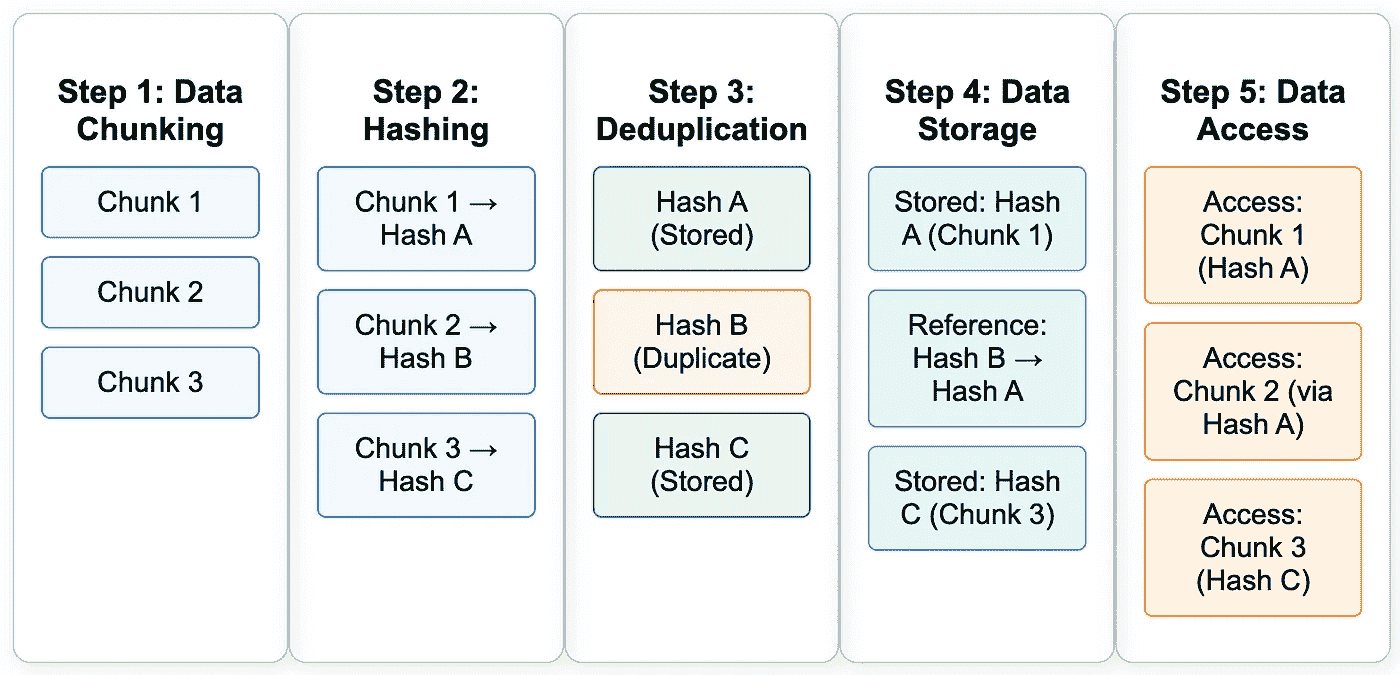 Step 1: Data
Chunking
Chunk 1
Chunk 2
Chunk 3
Step 2:
Hashing
Chunk 1 →
Hash A
Chunk 2 →
Hash B
Chunk 3 →
Hash C
Step 3:
Deduplication
Hash A
(Stored)
Hash B
(Duplicate)
Hash C
(Stored)
Step 4: Data
Storage
Stored: Hash
A (Chunk 1)
Reference:
Hash B →
Hash A
Stored: Hash
C (Chunk 3)
Step 5: Data
Access
Access:
Chunk 1
(Hash A)
Access:
Chunk 2 (via
Hash A)
Access:
Chunk 3
(Hash C)